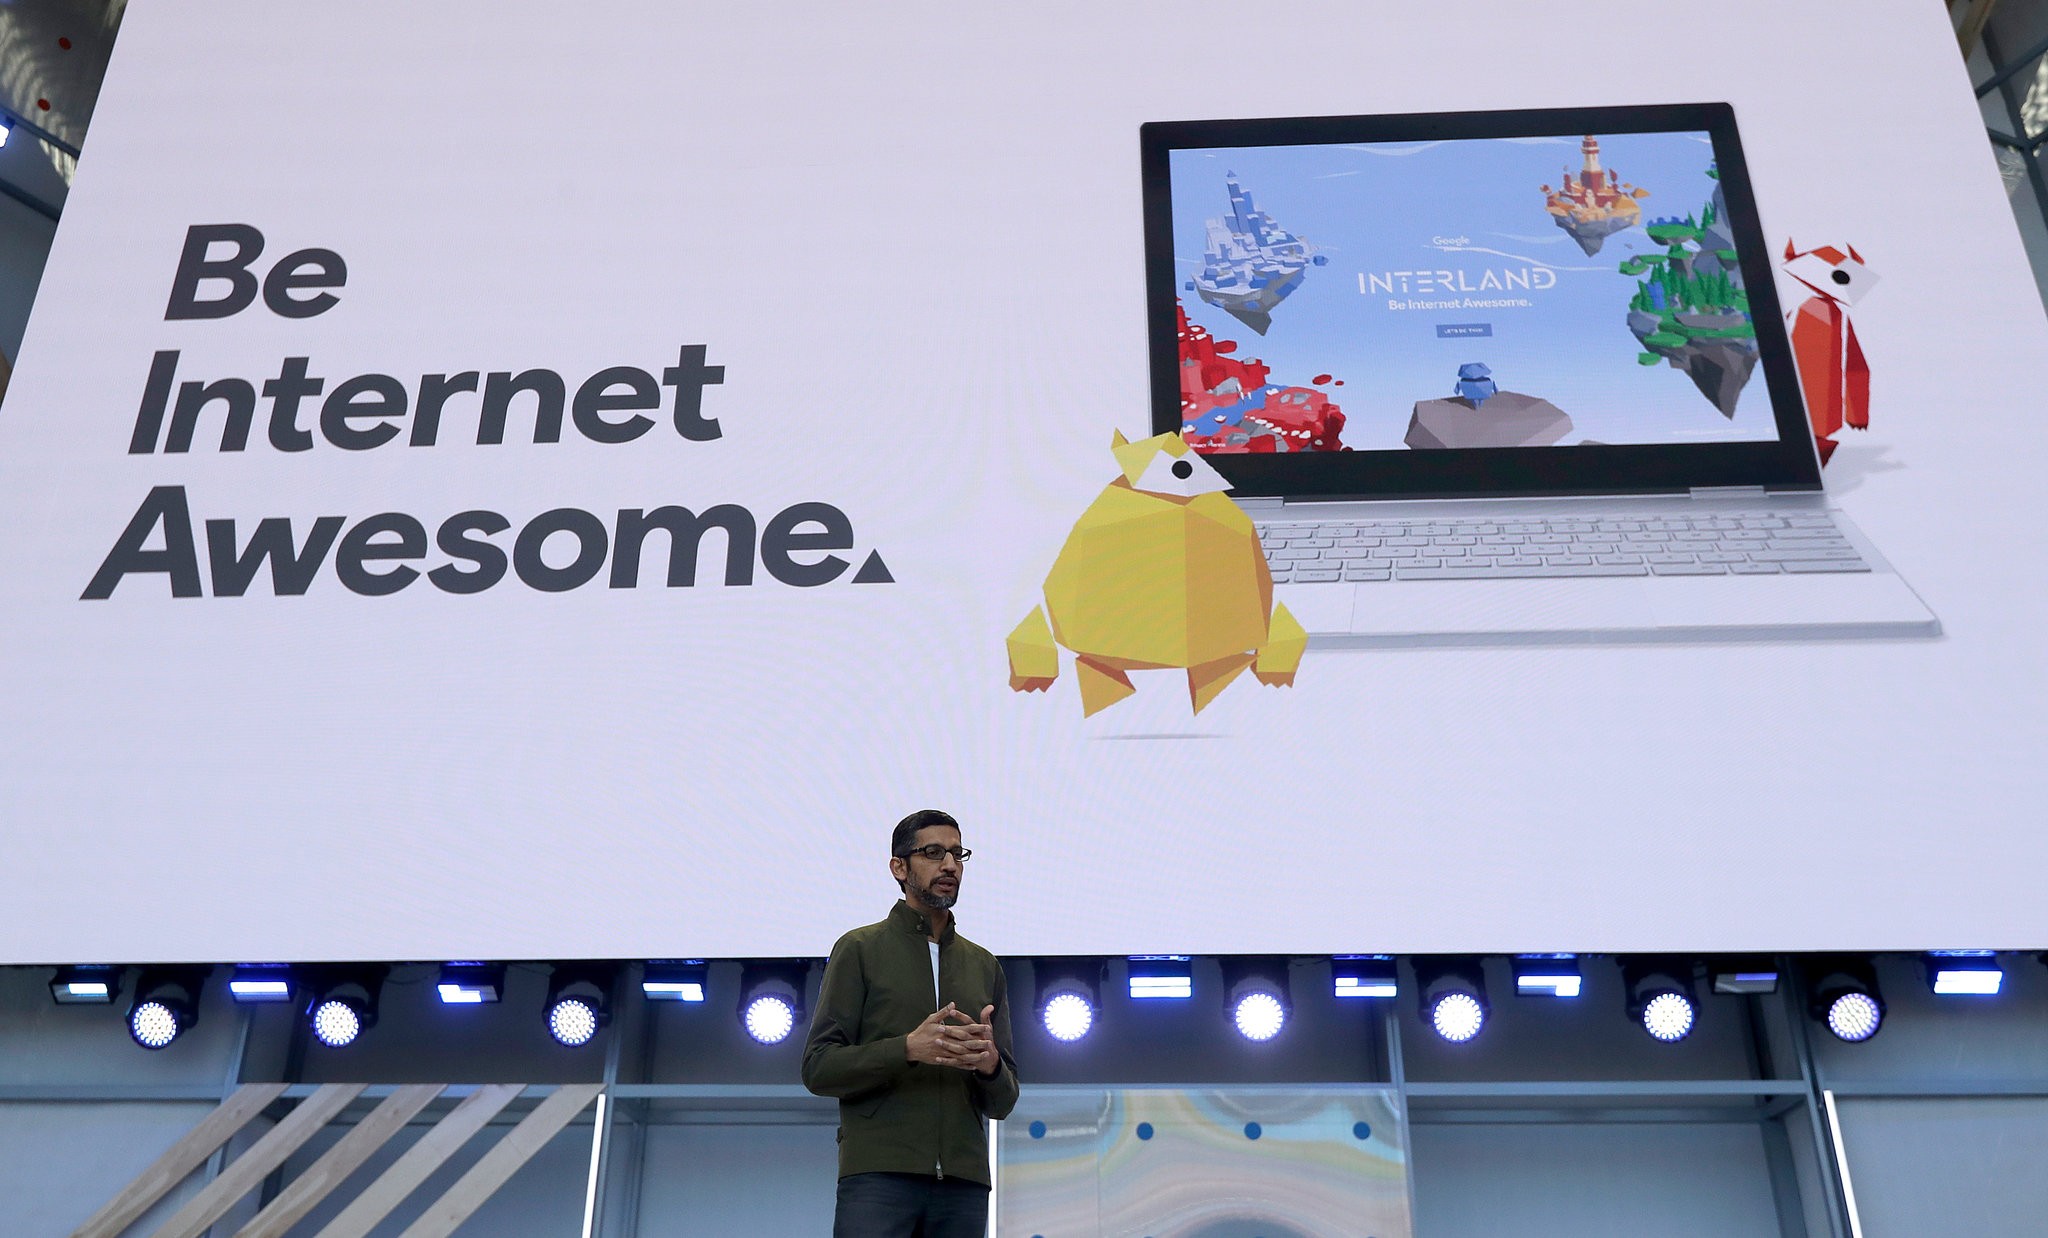 Be
Internet
Awesome.
Google
INTERLAND
Be Internet Awesome.